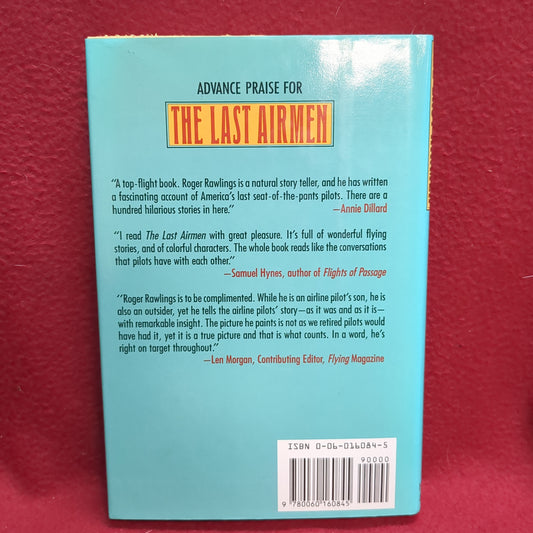 ADVANCE PRAISE FOR
THE LAST AIRMEN
“A top-flight book. Roger Rawlings is a natural story teller, and he has written
a fascinating account of America's last seat-of-the-pants pilots. There are a
hundred hilarious stories in here.”
—Annie Dillard
“I read The Last Airmen with great pleasure. It's full of wonderful flying
stories, and of colorful characters. The whole book reads like the conversations
that pilots have with each other.”
—Samuel Hynes, author of Flights of Passage
“Roger Rawlings is to be complimented. While he is an airline pilot's son, he is
also an outsider, yet he tells the airline pilots' story—as it was and as it is—
with remarkable insight. The picture he paints is not as we retired pilots would
have had it, yet it is a true picture and that is what counts. In a word, he's
right on target throughout.”
—Len Morgan, Contributing Editor, Flying Magazine
ISBN 0-06-016084-5
90000
9 780060 160845